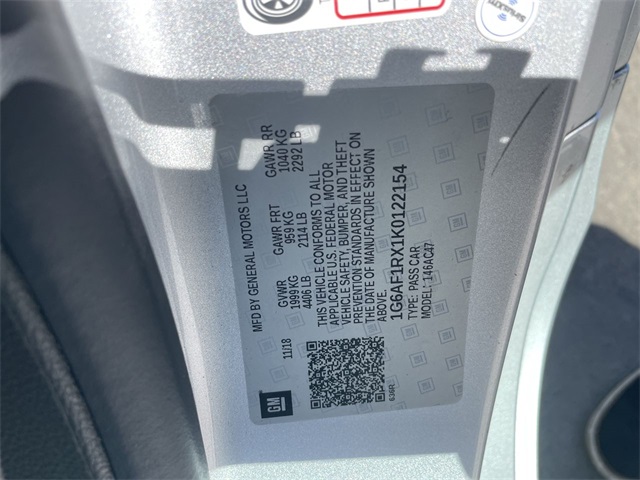 MFD BY GENERAL MOTORS LLC
11/18
GVWR
1999 KG
4406 LB
GAWR FRT
959 KG
2114 LB
GAWR RR
1040 KG
2292 LB
THIS VEHICLE CONFORMS TO ALL
APPLICABLE U.S. FEDERAL MOTOR
VEHICLE SAFETY, BUMPER, AND THEFT
PREVENTION STANDARDS IN EFFECT ON
THE DATE OF MANUFACTURE SHOWN
1G6AF1RX1K0122154
TYPE: PASS CAR
MODEL: 146AC47
GM
SiriusXM